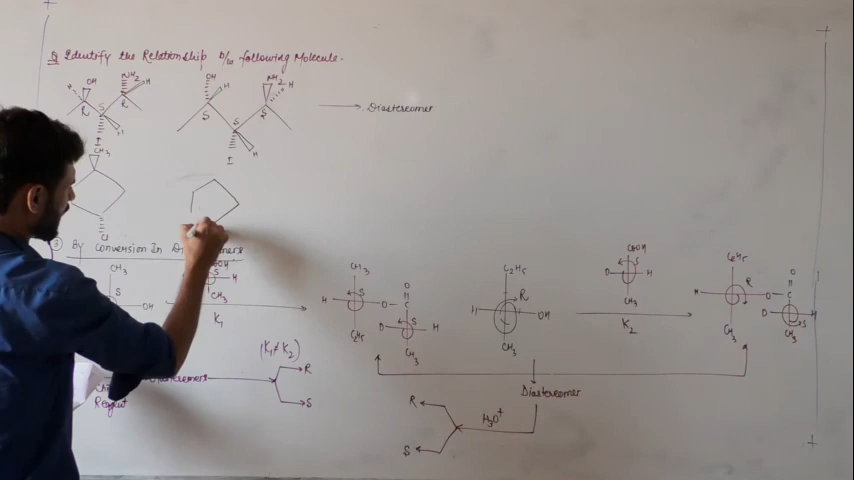 Q Identify the Relationship b/w following Molecule.
H OH NH2 H
R S R
H
I
OH H NH2 H
S S S
I H
Diastereomer
CH3
Cl
3 By Conversion In Diastereomers
CH3
S
OH
COOH
S H
CH3
K1
CH3
H S O C O
D S H
C2H5 CH3
C2H5
H R OH
CH3
COOH
D S H
CH3
K2
C2H5
H R O C O
D S H
CH3 CH3
(K1 ≠ K2)
R
S
Reagent
Diastereomer
H3O+
R
S